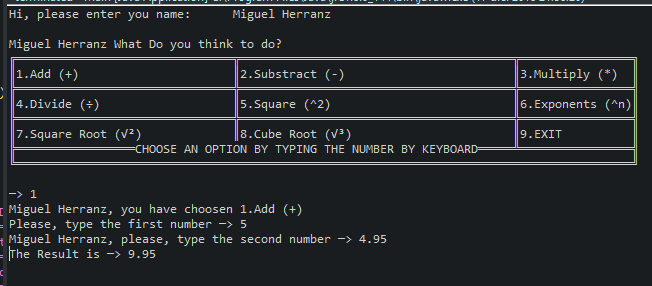 Hi, please enter you name: Miguel Herranz
Miguel Herranz What Do you think to do?
1.Add (+) 2.Substract (-) 3.Multiply (*)
4.Divide (÷) 5.Square (^2) 6.Exponents (^n)
7.Square Root (√²) 8.Cube Root (√³) 9.EXIT
CHOOSE AN OPTION BY TYPING THE NUMBER BY KEYBOARD
—> 1
Miguel Herranz, you have choosen 1.Add (+)
Please, type the first number —> 5
Miguel Herranz, please, type the second number —> 4.95
The Result is —> 9.95